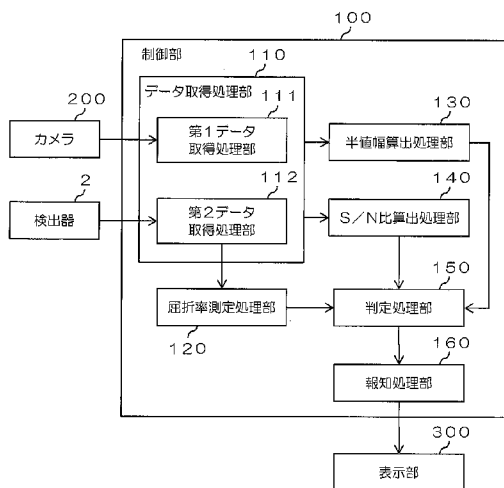 100
制御部
110
データ取得処理部
200
カメラ
111
第1データ
取得処理部
130
半値幅算出処理部
2
検出器
112
第2データ
取得処理部
140
S/N比算出処理部
150
屈折率測定処理部
120
判定処理部
160
報知処理部
300
表示部